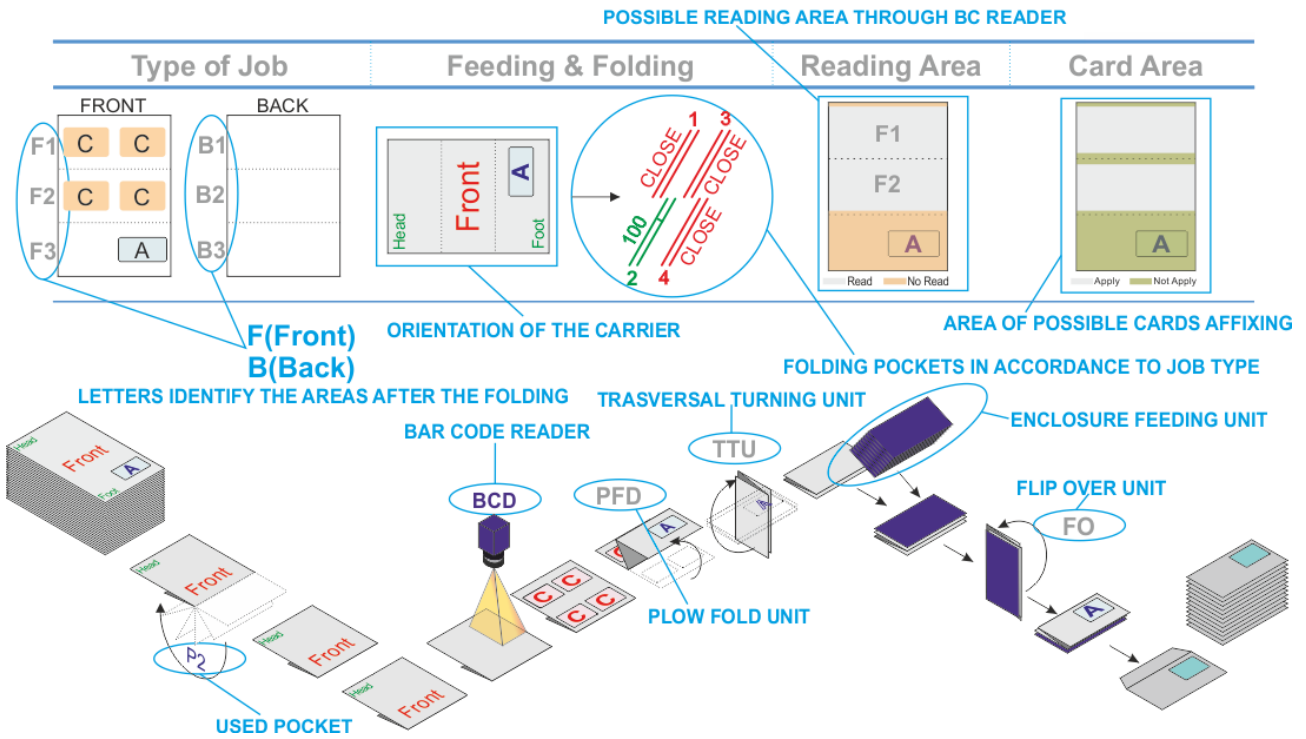 POSSIBLE READING AREA THROUGH BC READER
Type of Job
Feeding & Folding
Reading Area
Card Area
FRONT
BACK
F1
C C
B1
F2
C C
B2
F3
A
B3
Head
Front
A
Foot
1
3
CLOSE
CLOSE
100
CLOSE
2
4
F1
F2
A
Read
No Read
A
Apply
Not Apply
ORIENTATION OF THE CARRIER
AREA OF POSSIBLE CARDS AFFIXING
F(Front)
B(Back)
LETTERS IDENTIFY THE AREAS AFTER THE FOLDING
FOLDING POCKETS IN ACCORDANCE TO JOB TYPE
TRASVERSAL TURNING UNIT
ENCLOSURE FEEDING UNIT
BAR CODE READER
TTU
Head
Front
A
Foot
BCD
PFD
FLIP OVER UNIT
FO
A
A
C
Head
Front
C C
C C
PLOW FOLD UNIT
A
P2
Head
Front
Head
Front
USED POCKET